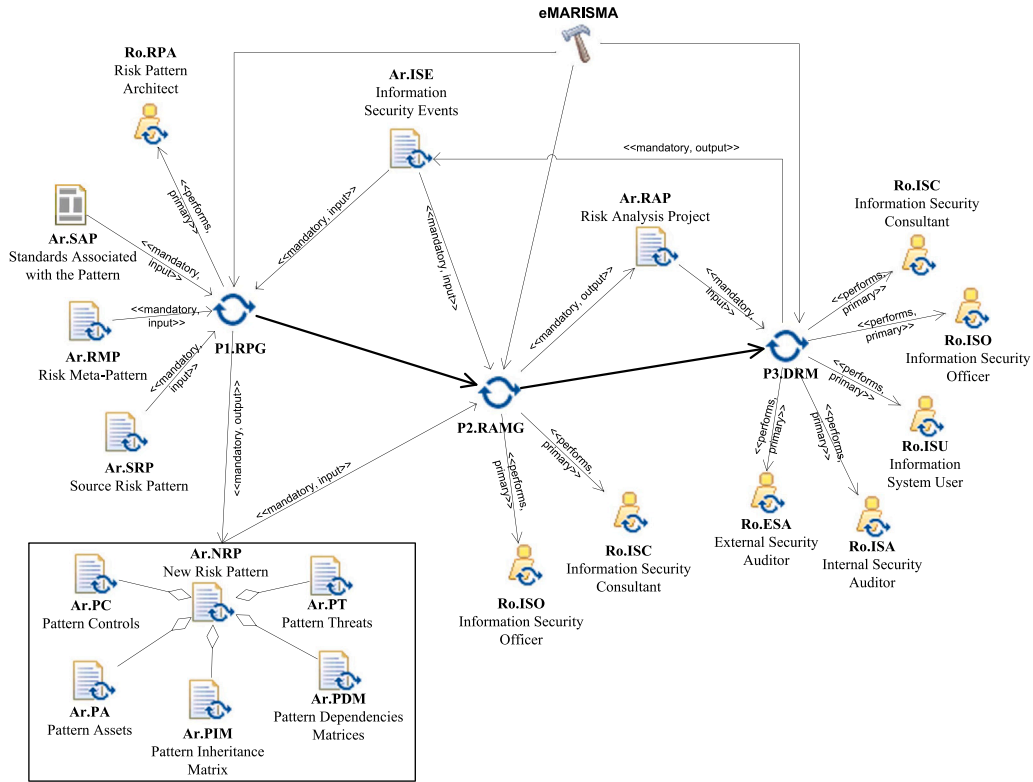 eMARISMA
Ro.RPA
Risk Pattern
Architect
Ar.ISE
Information
Security Events
<<mandatory, output>>
Ro.ISC
Information Security
Consultant
Ar.RAP
Risk Analysis Project
<<performs,
primary>>
Ar.SAP
Standards Associated
with the Pattern
<<mandatory,
input>>
<<mandatory, input>>
<<mandatory, input>>
<<mandatory, output>>
<<mandatory,
input>>
<<performs,
primary>>
<<performs,
primary>>
Ro.ISO
Information Security
Officer
<<mandatory,
input>>
Ar.RMP
Risk Meta-Pattern
P1.RPG
<<mandatory,
input>>
P3.DRM
<<performs,
primary>>
Ro.ISU
Information
System User
P2.RAMG
Ar.SRP
Source Risk Pattern
<<mandatory, output>>
<<mandatory, input>>
<<performs,
primary>>
<<performs,
primary>>
<<performs,
primary>>
<<performs,
primary>>
Ro.ESA
External Security
Auditor
Ro.ISA
Internal Security
Auditor
Ro.ISC
Information Security
Consultant
Ro.ISO
Information Security
Officer
Ar.NRP
New Risk Pattern
Ar.PC
Pattern Controls
Ar.PT
Pattern Threats
Ar.PA
Pattern Assets
Ar.PIM
Pattern Inheritance
Matrix
Ar.PDM
Pattern Dependencies
Matrices